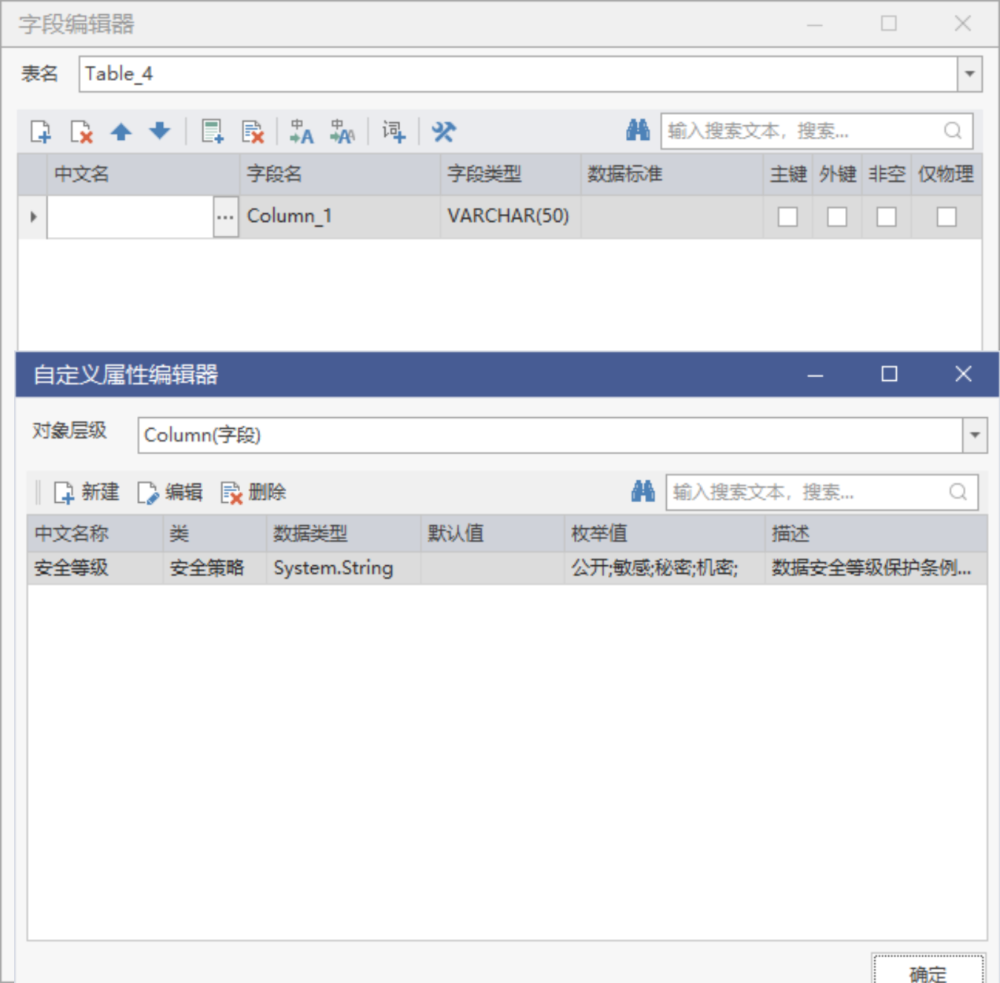 字段编辑器
表名 Table_4
中 A 中 AA 词 输入搜索文本，搜索...
中文名 字段名 字段类型 数据标准 主键 外键 非空 仅物理
... Column_1 VARCHAR(50)
自定义属性编辑器
对象层级 Column(字段)
新建 编辑 删除 输入搜索文本，搜索...
中文名称 类 数据类型 默认值 枚举值 描述
安全等级 安全策略 System.String 公开;敏感;秘密;机密; 数据安全等级保护条例...
确定